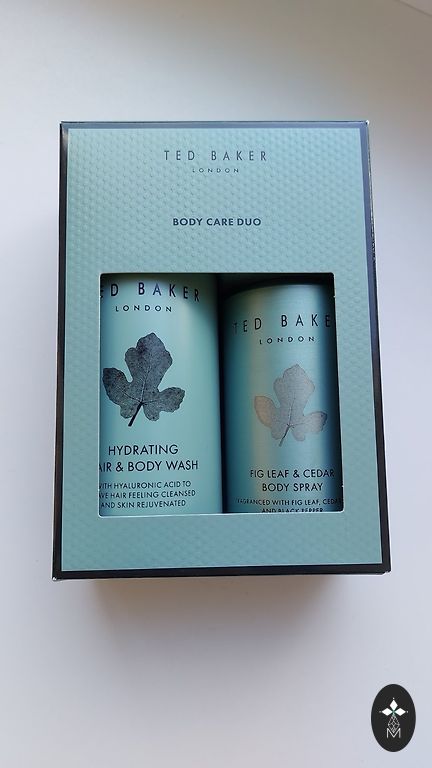 TED BAKER
LONDON
BODY CARE DUO
ED BAKER
LONDON
HYDRATING
AIR & BODY WASH
WITH HYALURONIC ACID TO
AVE HAIR FEELING CLEANSED
AND SKIN REJUVENATED
TED BAKE
LONDON
FIG LEAF & CEDAR
BODY SPRAY
FRAGRANCED WITH FIG LEAF, CEDAR
AND BLACK PEPPER
M